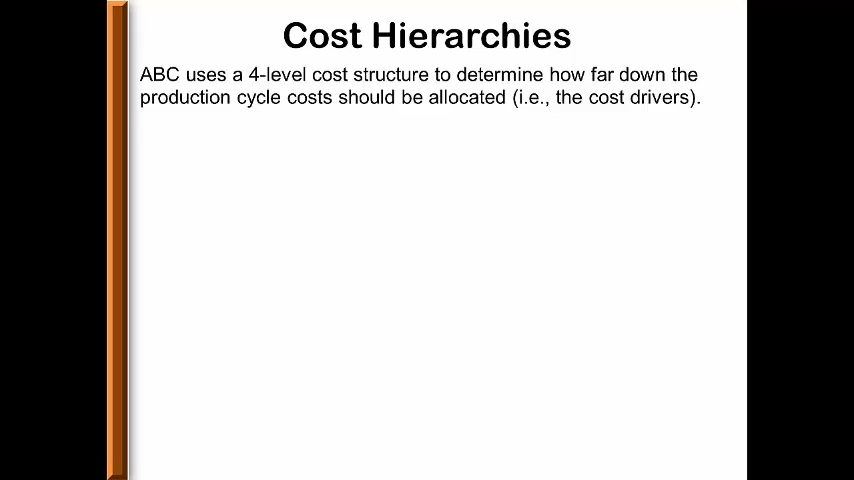 Cost Hierarchies
ABC uses a 4-level cost structure to determine how far down the
production cycle costs should be allocated (i.e., the cost drivers).